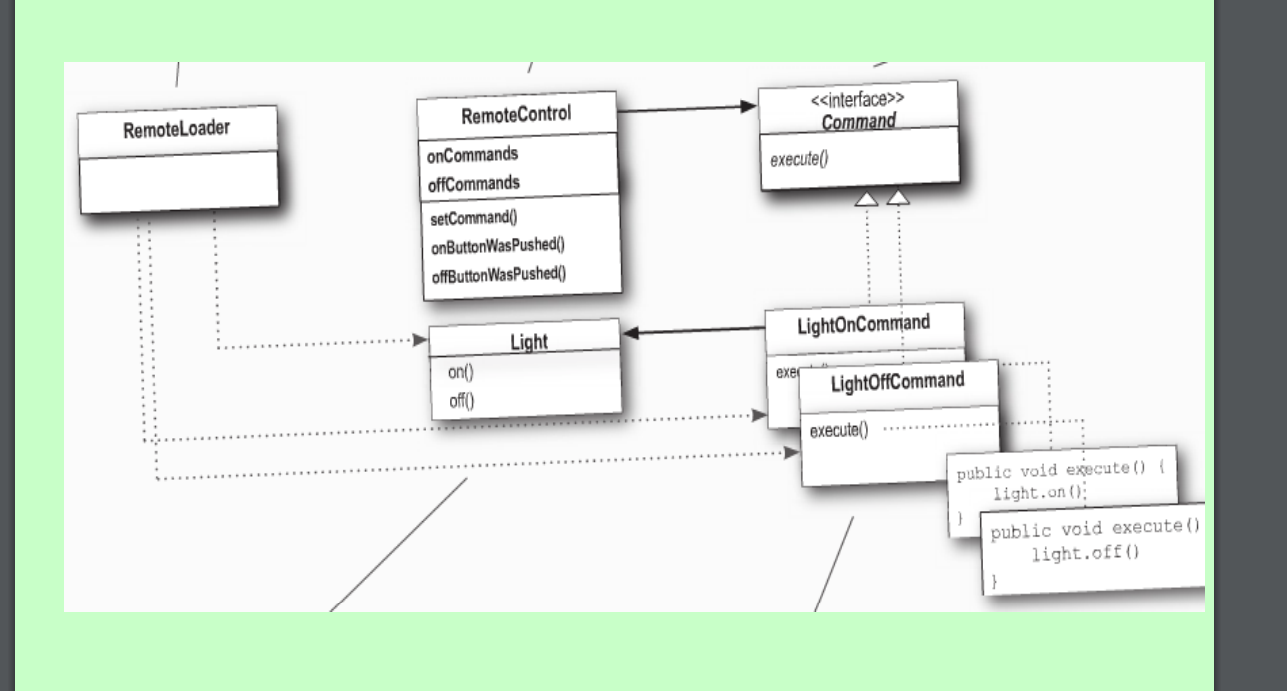 RemoteLoader
RemoteControl
onCommands
offCommands
setCommand()
onButtonWasPushed()
offButtonWasPushed()
<<interface>>
Command
execute()
Light
on()
off()
LightOnCommand
LightOffCommand
execute()
public void execute() {
light.on();
}
public void execute()
light.off()
}